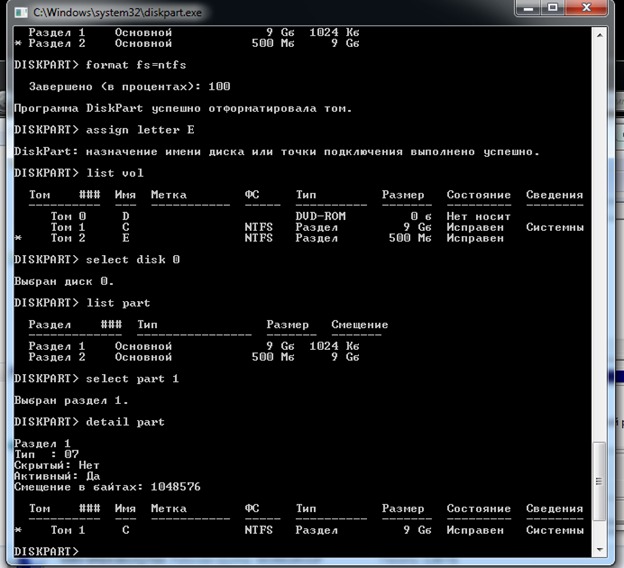 C:\Windows\system32\diskpart.exe
Раздел 1    Основной    9 Gб    1024 Kб
* Раздел 2    Основной    500 Mб    9 Gб
DISKPART> format fs=ntfs
Завершено (в процентах): 100
Программа DiskPart успешно отформатировала том.
DISKPART> assign letter E
DiskPart: назначение имени диска или точки подключения выполнено успешно.
DISKPART> list vol
Том    ###  Имя  Метка    ФС    Тип    Размер    Состояние    Сведения
---------- --- ----------- ----- ---------- ------- --------- --------
Том 0    D    DVD-ROM    0 б    Нет носит
Том 1    C    NTFS    Раздел    9 Gб    Исправен    Системны
* Том 2    E    NTFS    Раздел    500 Mб    Исправен
DISKPART> select disk 0
Выбран диск 0.
DISKPART> list part
Раздел    ###  Тип    Размер    Смещение
------------- ---------------- ------- -------
Раздел 1    Основной    9 Gб    1024 Kб
Раздел 2    Основной    500 Mб    9 Gб
DISKPART> select part 1
Выбран раздел 1.
DISKPART> detail part
Раздел 1
Тип  : 07
Скрытый: Нет
Активный: Да
Смещение в байтах: 1048576
Том    ###  Имя  Метка    ФС    Тип    Размер    Состояние    Сведения
---------- --- ----------- ----- ---------- ------- --------- --------
* Том 1    C    NTFS    Раздел    9 Gб    Исправен    Системны
DISKPART>